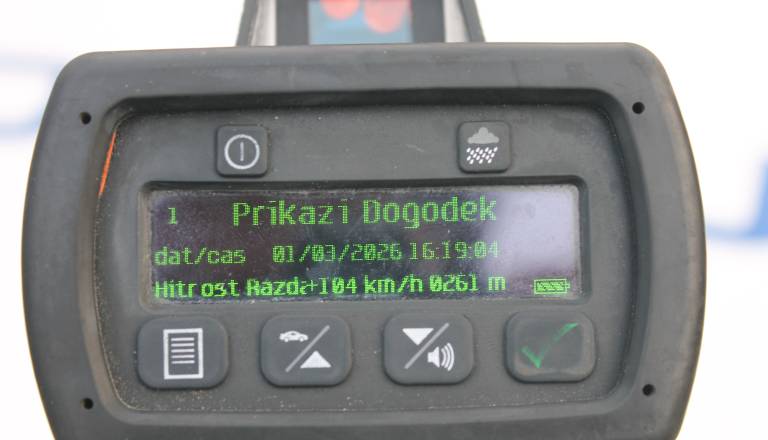 1 Prikazi Dogodek
dat/cas 01/03/2026 16:19:04
Hitrost Razda+104 km/h 0261 m